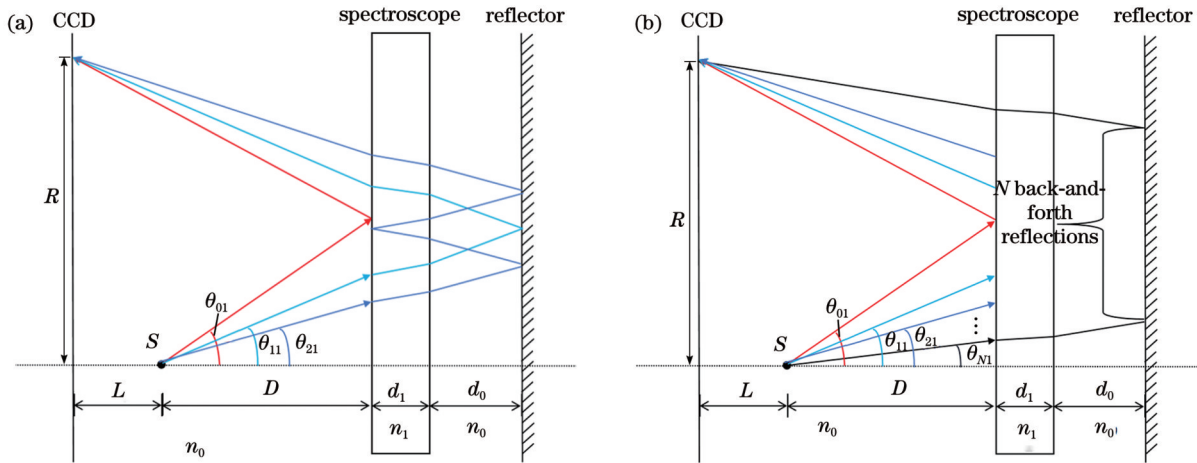 (a)
CCD
spectroscope
reflector
R
θ01
S
θ11
θ21
L
D
d1
d0
n0
n1
n0
(b)
CCD
spectroscope
reflector
R
N back-and-
forth
reflections
θ01
S
θ11
θ21
⋮
θN1
L
D
d1
d0
n0
n1
n0